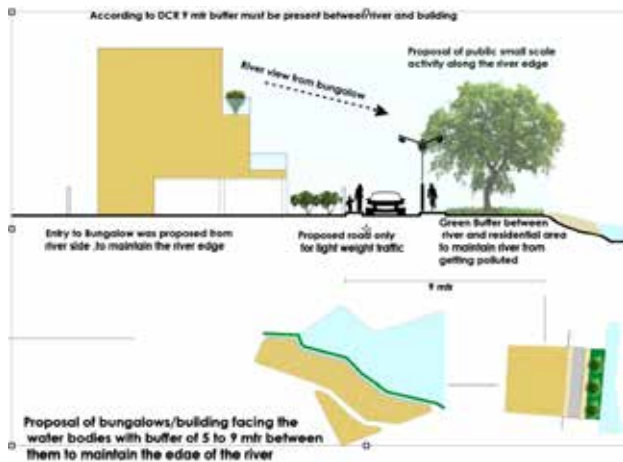 According to DCR 9 mtr buffer must be present between river and building
Proposal of public small scale
activity along the river edge
River view from bungalow
Entry to Bungalow was proposed from
river side ,to maintain the river edge
Proposed road only
for light weight traffic
Green Buffer between
river and residential area
to maintain river from
getting polluted
9 mtr
Proposal of bungalows/building facing the
water bodies with buffer of 5 to 9 mtr between
them to maintain the edge of the river